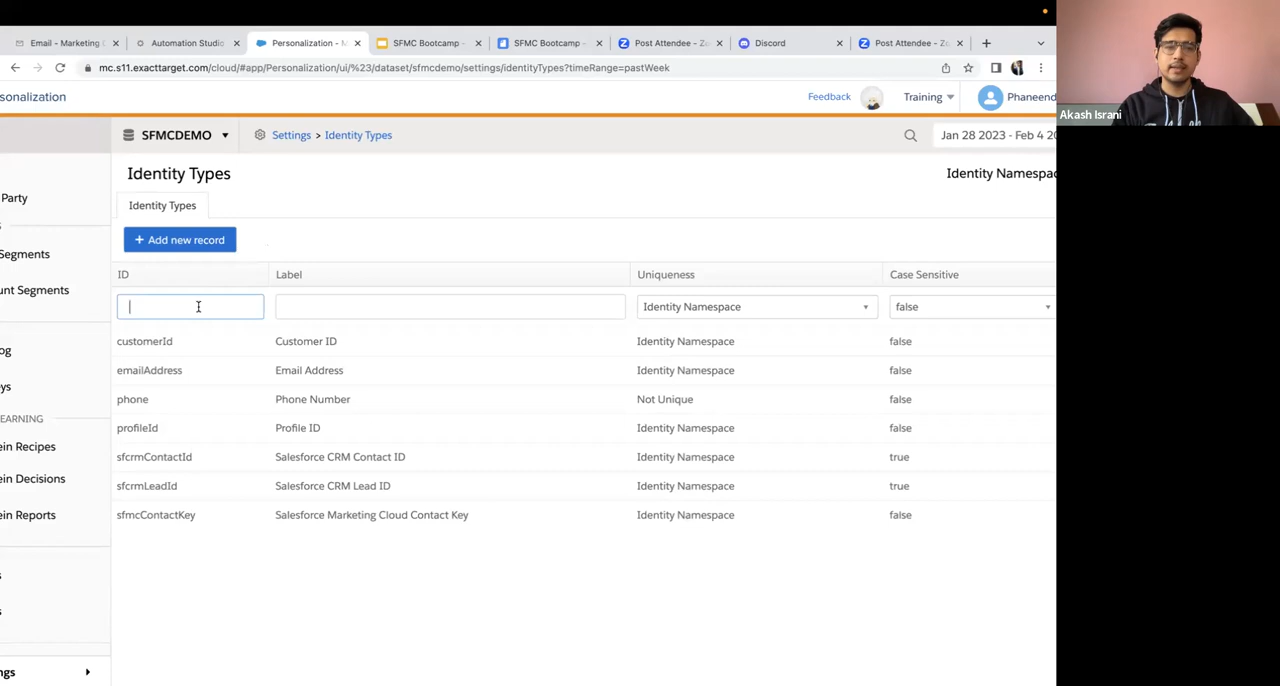 Email - Marketing
Automation Studio
Personalization - M
SFMC Bootcamp -
SFMC Bootcamp -
Post Attendee - Zo
Discord
Post Attendee - Zo
mc.s11.exacttarget.com/cloud/#app/Personalization/ui/%23/dataset/sfmcdemo/settings/identityTypes?timeRange=pastWeek
sonalization
Feedback
Training
Phaneend
Akash Israni
SFMCDEMO
Settings > Identity Types
Jan 28 2023 - Feb 4 20
Identity Types
Identity Namespac
Party
Identity Types
s
+ Add new record
Segments
ID Label Uniqueness Case Sensitive
unt Segments
Identity Namespace false
customerId Customer ID Identity Namespace false
og
emailAddress Email Address Identity Namespace false
eys
phone Phone Number Not Unique false
EARNING
profileId Profile ID Identity Namespace false
ein Recipes
sfcrmContactId Salesforce CRM Contact ID Identity Namespace true
ein Decisions
sfcrmLeadId Salesforce CRM Lead ID Identity Namespace true
ein Reports
sfmcContactKey Salesforce Marketing Cloud Contact Key Identity Namespace false
s
s
ngs